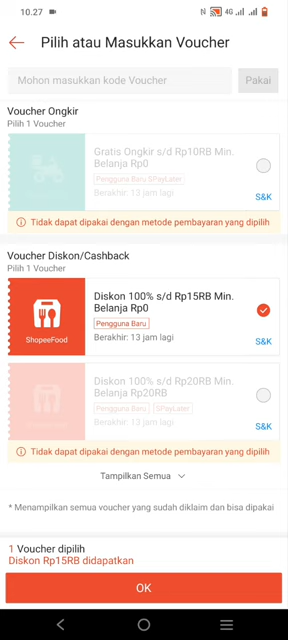 10.27
4G
Pilih atau Masukkan Voucher
Mohon masukkan kode Voucher
Pakai
Voucher Ongkir
Pilih 1 Voucher
Gratis Ongkir s/d Rp10RB Min.
Belanja Rp0
Pengguna Baru SPayLater
Berakhir: 13 jam lagi
S&K
Tidak dapat dipakai dengan metode pembayaran yang dipilih
Voucher Diskon/Cashback
Pilih 1 Voucher
Diskon 100% s/d Rp15RB Min.
Belanja Rp0
Pengguna Baru
ShopeeFood
Berakhir: 13 jam lagi
S&K
Diskon 100% s/d Rp20RB Min.
Belanja Rp20RB
Pengguna Baru SPayLater
ShopeeFood
Berakhir: 13 jam lagi
S&K
Tidak dapat dipakai dengan metode pembayaran yang dipilih
Tampilkan Semua
* Menampilkan semua voucher yang sudah diklaim dan bisa dipakai
1 Voucher dipilih
Diskon Rp15RB didapatkan
OK